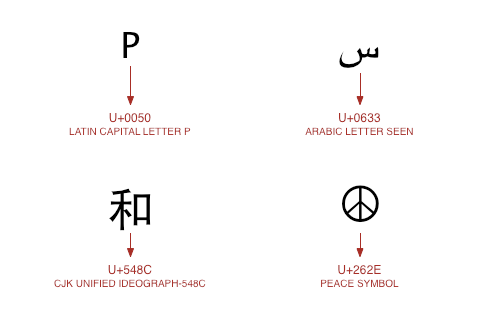 P
س
U+0050
U+0633
LATIN CAPITAL LETTER P
ARABIC LETTER SEEN
和
☮
U+548C
U+262E
CJK UNIFIED IDEOGRAPH-548C
PEACE SYMBOL